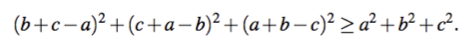 (b+c−a)²+(c+a−b)²+(a+b−c)² ≥ a²+b²+c².